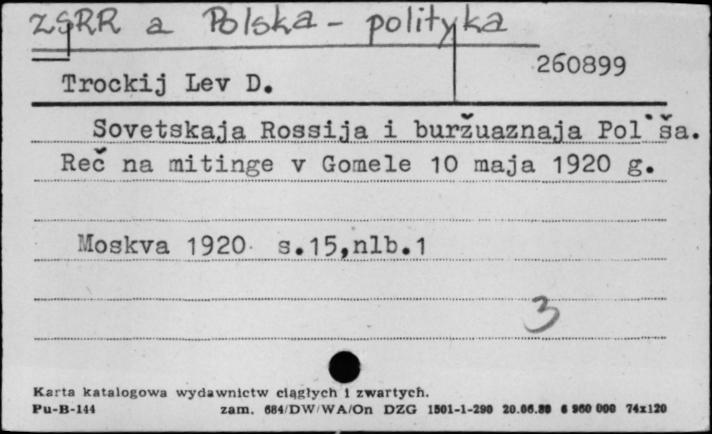 ZSRR a Polska - polityka
260899
Trockij Lev D.
Sovetskaja Rossija i buržuaznaja Pol`ša.
Reč na mitinge v Gomele 10 maja 1920 g.
Moskva 1920 s.15,nlb.1
3
Karta katalogowa wydawnictw ciągłych i zwartych.
Pu-B-144 zam. 684/DW/WA/On DZG 1501-1-290 20.06.80 6 960 000 74x120